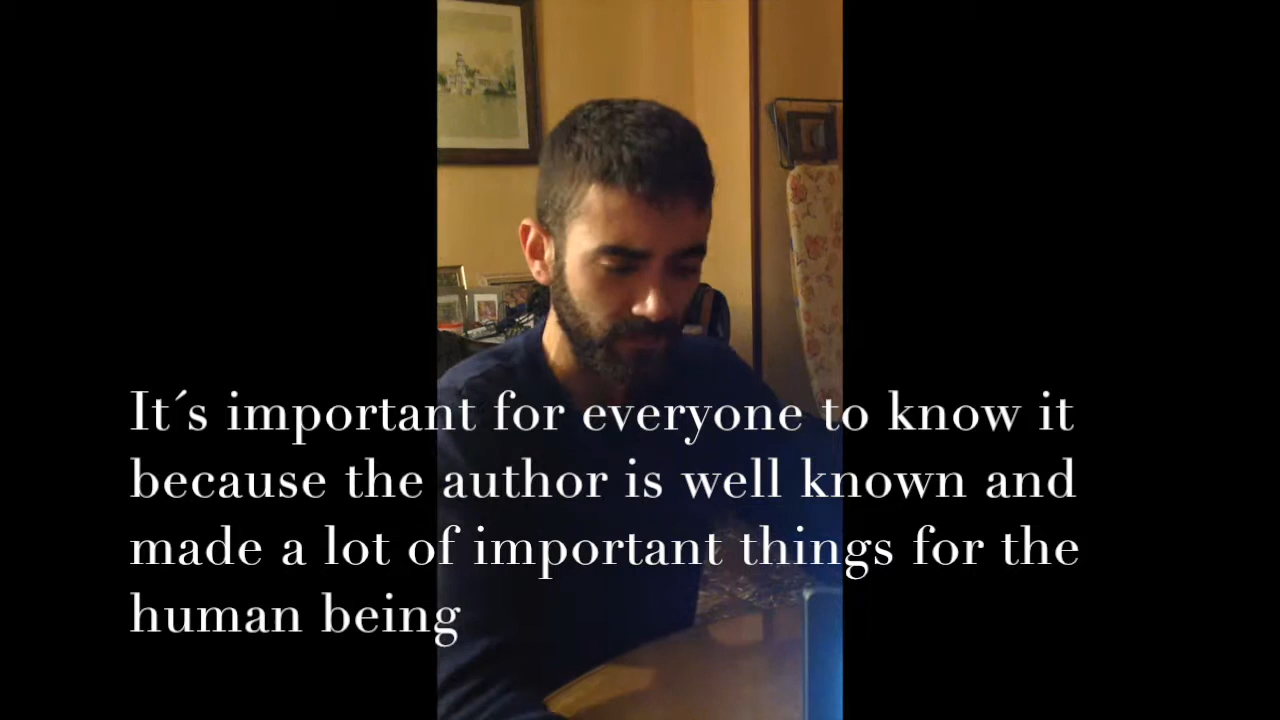 It´s important for everyone to know it
because the author is well known and
made a lot of important things for the
human being